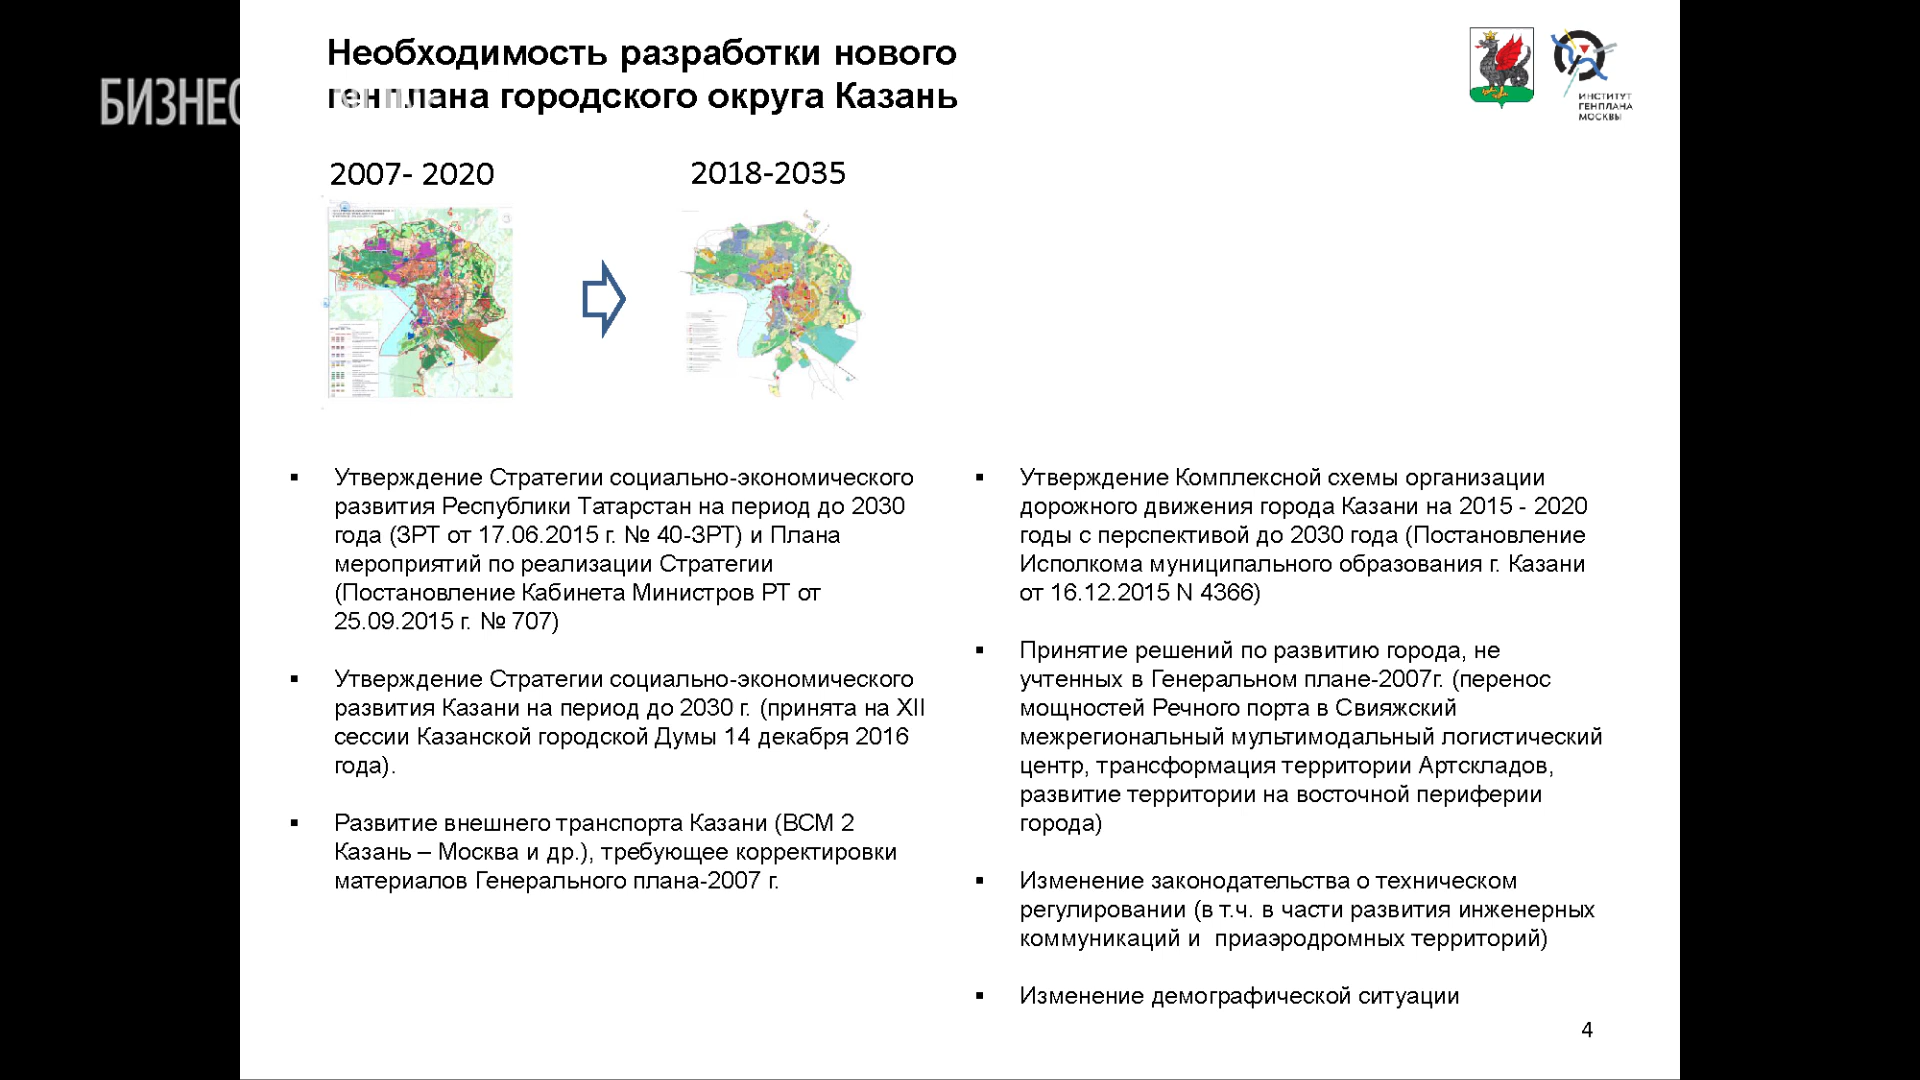 БИЗНЕС
Необходимость разработки нового
генплана городского округа Казань
ИНСТИТУТ
ГЕНПЛАНА
МОСКВЫ
2007- 2020
2018-2035
Утверждение Стратегии социально-экономического
развития Республики Татарстан на период до 2030
года (ЗРТ от 17.06.2015 г. № 40-ЗРТ) и Плана
мероприятий по реализации Стратегии
(Постановление Кабинета Министров РТ от
25.09.2015 г. № 707)
Утверждение Стратегии социально-экономического
развития Казани на период до 2030 г. (принята на XII
сессии Казанской городской Думы 14 декабря 2016
года).
Развитие внешнего транспорта Казани (ВСМ 2
Казань – Москва и др.), требующее корректировки
материалов Генерального плана-2007 г.
Утверждение Комплексной схемы организации
дорожного движения города Казани на 2015 - 2020
годы с перспективой до 2030 года (Постановление
Исполкома муниципального образования г. Казани
от 16.12.2015 N 4366)
Принятие решений по развитию города, не
учтенных в Генеральном плане-2007г. (перенос
мощностей Речного порта в Свияжский
межрегиональный мультимодальный логистический
центр, трансформация территории Артскладов,
развитие территории на восточной периферии
города)
Изменение законодательства о техническом
регулировании (в т.ч. в части развития инженерных
коммуникаций и  приаэродромных территорий)
Изменение демографической ситуации
4